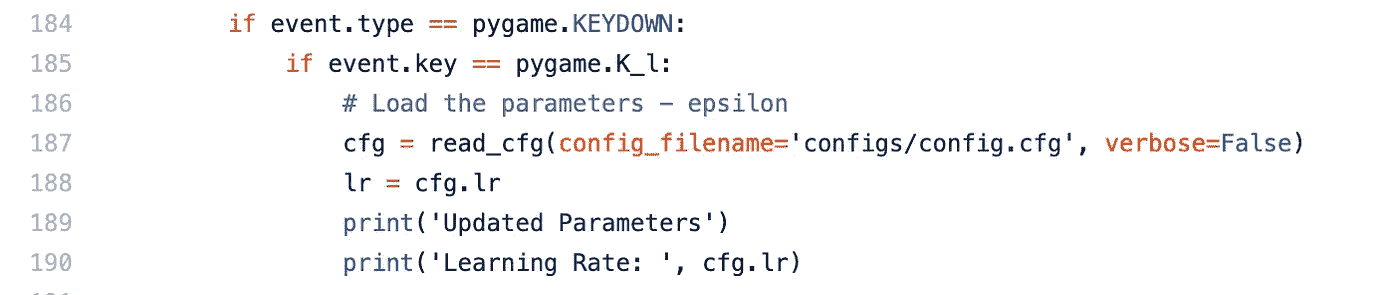 184 if event.type == pygame.KEYDOWN:
185 if event.key == pygame.K_l:
186 # Load the parameters – epsilon
187 cfg = read_cfg(config_filename='configs/config.cfg', verbose=False)
188 lr = cfg.lr
189 print('Updated Parameters')
190 print('Learning Rate: ', cfg.lr)